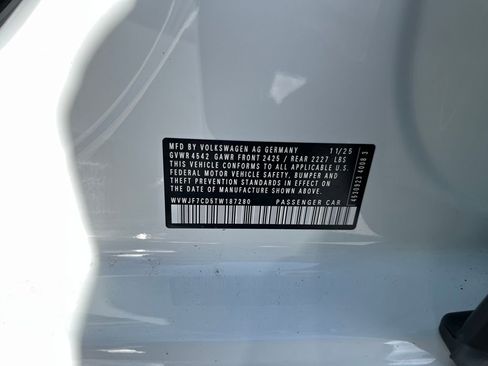 MFD BY VOLKSWAGEN AG GERMANY 11/25
GVWR 4542 GAWR FRONT 2425 / REAR 2227 LBS
THIS VEHICLE CONFORMS TO ALL APPLICABLE U.S.
FEDERAL MOTOR VEHICLE SAFETY, BUMPER AND
THEFT PREVENTION STANDARDS IN EFFECT ON
THE DATE OF MANUFACTURE SHOWN ABOVE.
WVWJF7CD5TW187280 PASSENGER CAR